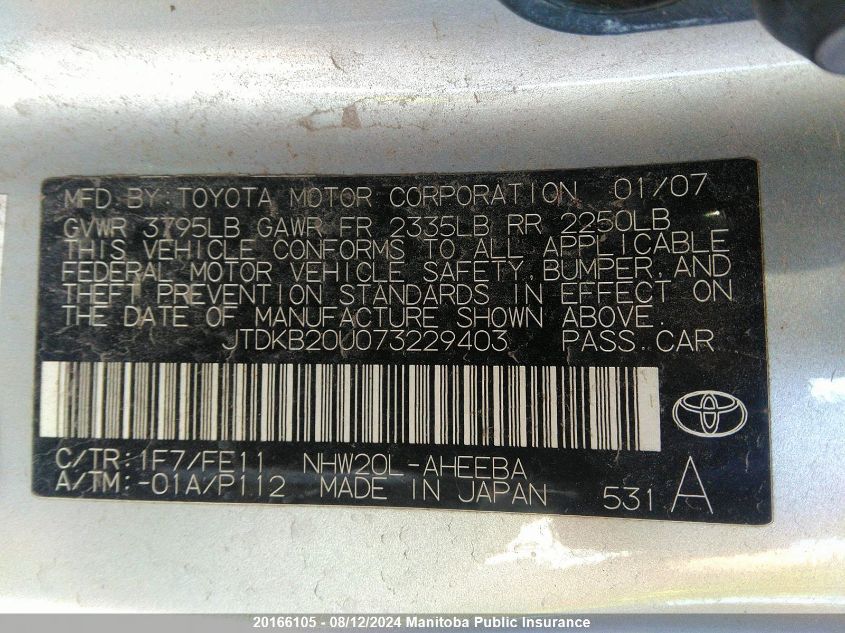 MFD.BY:TOYOTA MOTOR CORPORATION 01/07
GVWR 3795LB GAWR FR 2335LB RR 2250LB
THIS VEHICLE CONFORMS TO ALL APPLICABLE
FEDERAL MOTOR VEHICLE SAFETY,BUMPER,AND
THEFT PREVENTION STANDARDS IN EFFECT ON
THE DATE OF MANUFACTURE SHOWN ABOVE.
JTDKB20U073229403 PASS.CAR
C/TR:1F7/FE11 NHW20L-AHEEBA
A/TM:-01A/P112 MADE IN JAPAN 531 A
20166105 - 08/12/2024 Manitoba Public Insurance